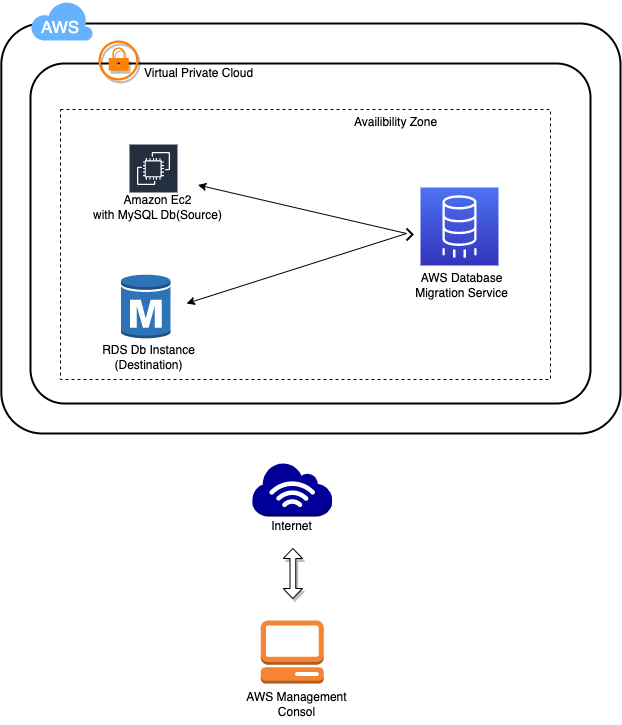 AWS
Virtual Private Cloud
Availibility Zone
Amazon Ec2
with MySQL Db(Source)
AWS Database
Migration Service
M
RDS Db Instance
(Destination)
Internet
AWS Management
Consol